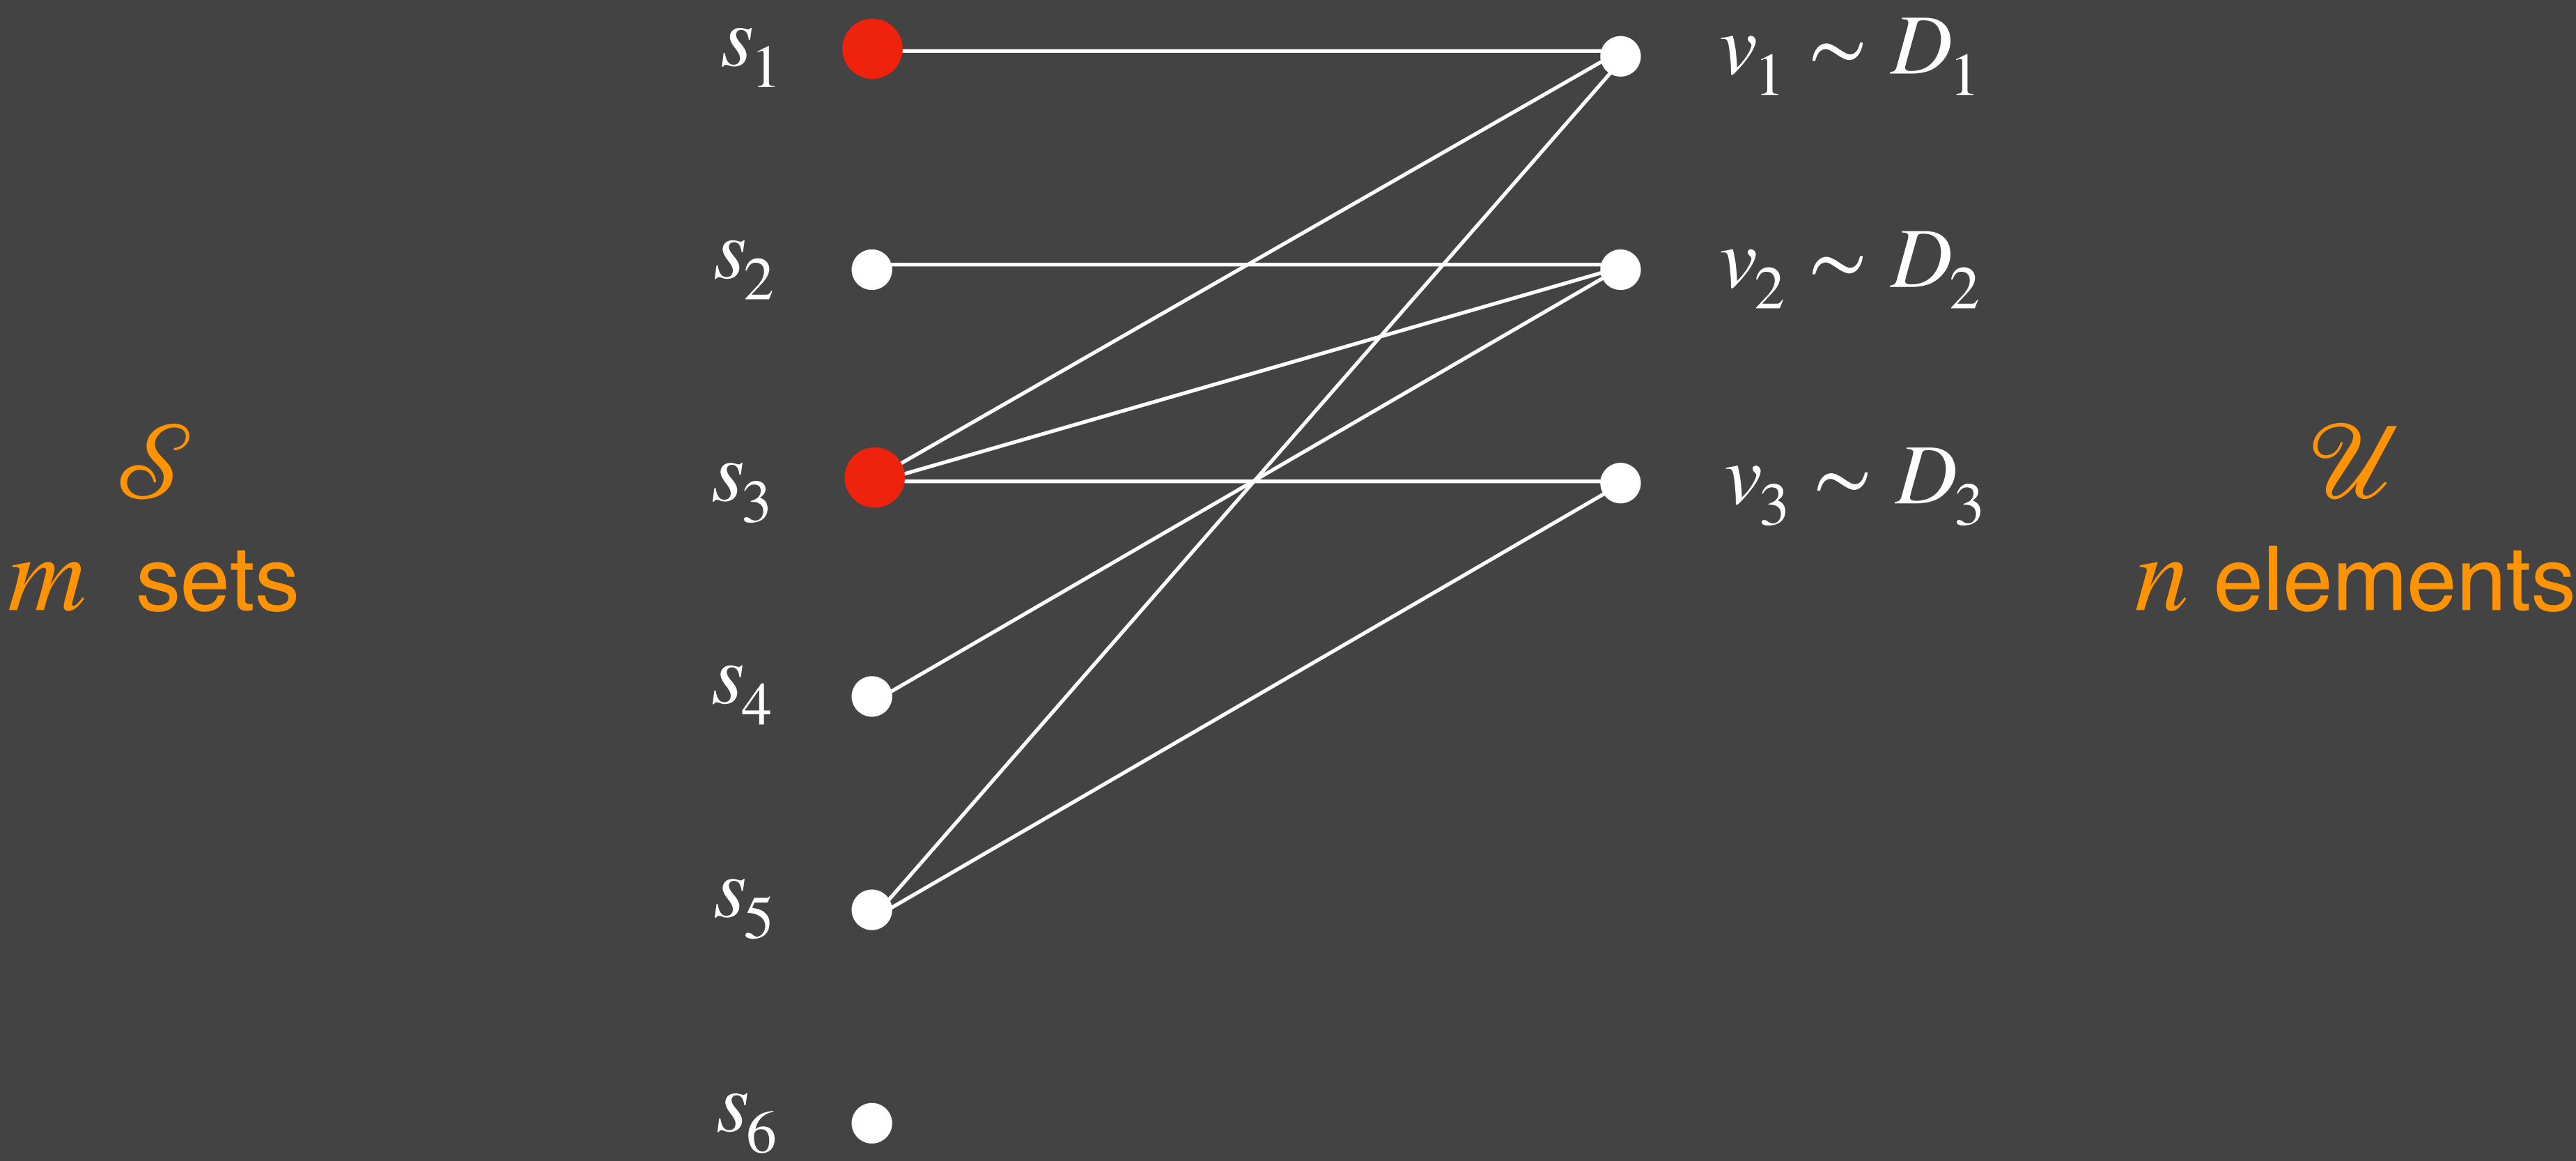 s₁
v₁ ~ D₁
s₂
v₂ ~ D₂
𝒮
m sets
s₃
v₃ ~ D₃
𝒰
n elements
s₄
s₅
s₆